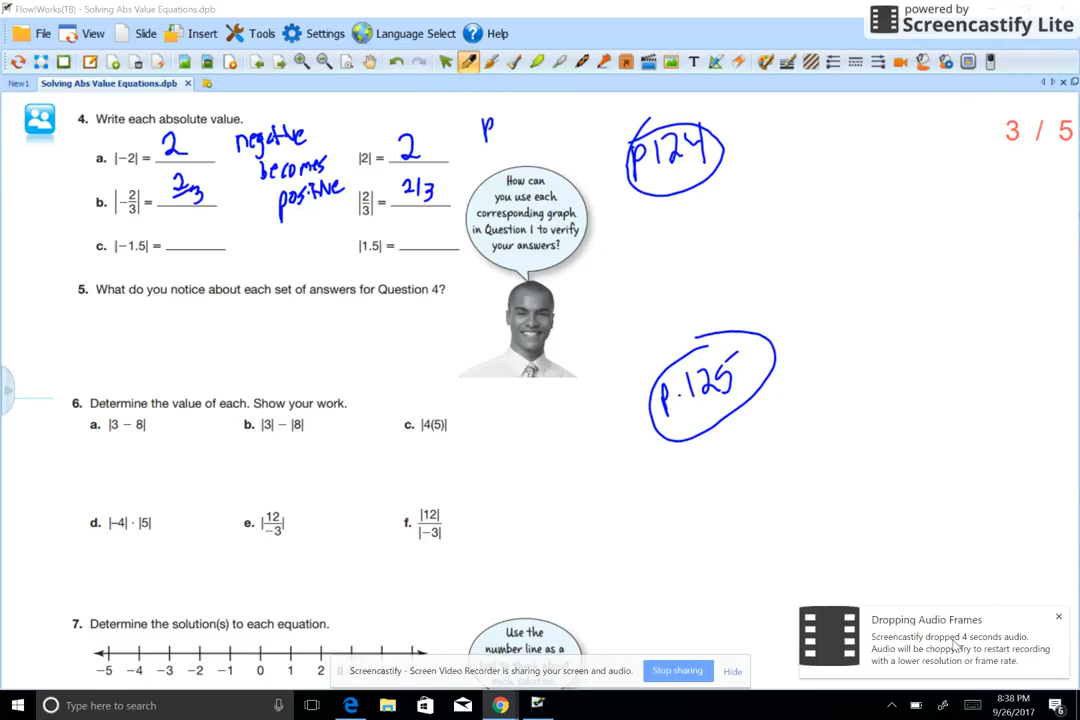 Flow!Works(TB) - Solving Abs Value Equations.dpb
powered by
Screencastify Lite
File View Slide Insert Tools Settings Language Select Help
New1 Solving Abs Value Equations.dpb
3 / 5
4. Write each absolute value.
a. |−2| = 2 |2| = 2
b. |−2/3| = 2/3 |2/3| = 2/3
c. |−1.5| = ________ |1.5| = ________
negative
becomes
positive
p
p124
How can
you use each
corresponding graph
in Question 1 to verify
your answers?
5. What do you notice about each set of answers for Question 4?
p.125
6. Determine the value of each. Show your work.
a. |3 − 8| b. |3| − |8| c. |4(5)|
d. |−4| · |5| e. |12/−3| f. |12|/|−3|
7. Determine the solution(s) to each equation.
−5 −4 −3 −2 −1 0 1 2
Use the
number line as a
Screencastify - Screen Video Recorder is sharing your screen and audio. Stop sharing Hide
Dropping Audio Frames
Screencastify dropped 4 seconds audio.
Audio will be choppy. Try to restart recording
with a lower resolution or frame rate.
Type here to search
8:38 PM
9/26/2017
6